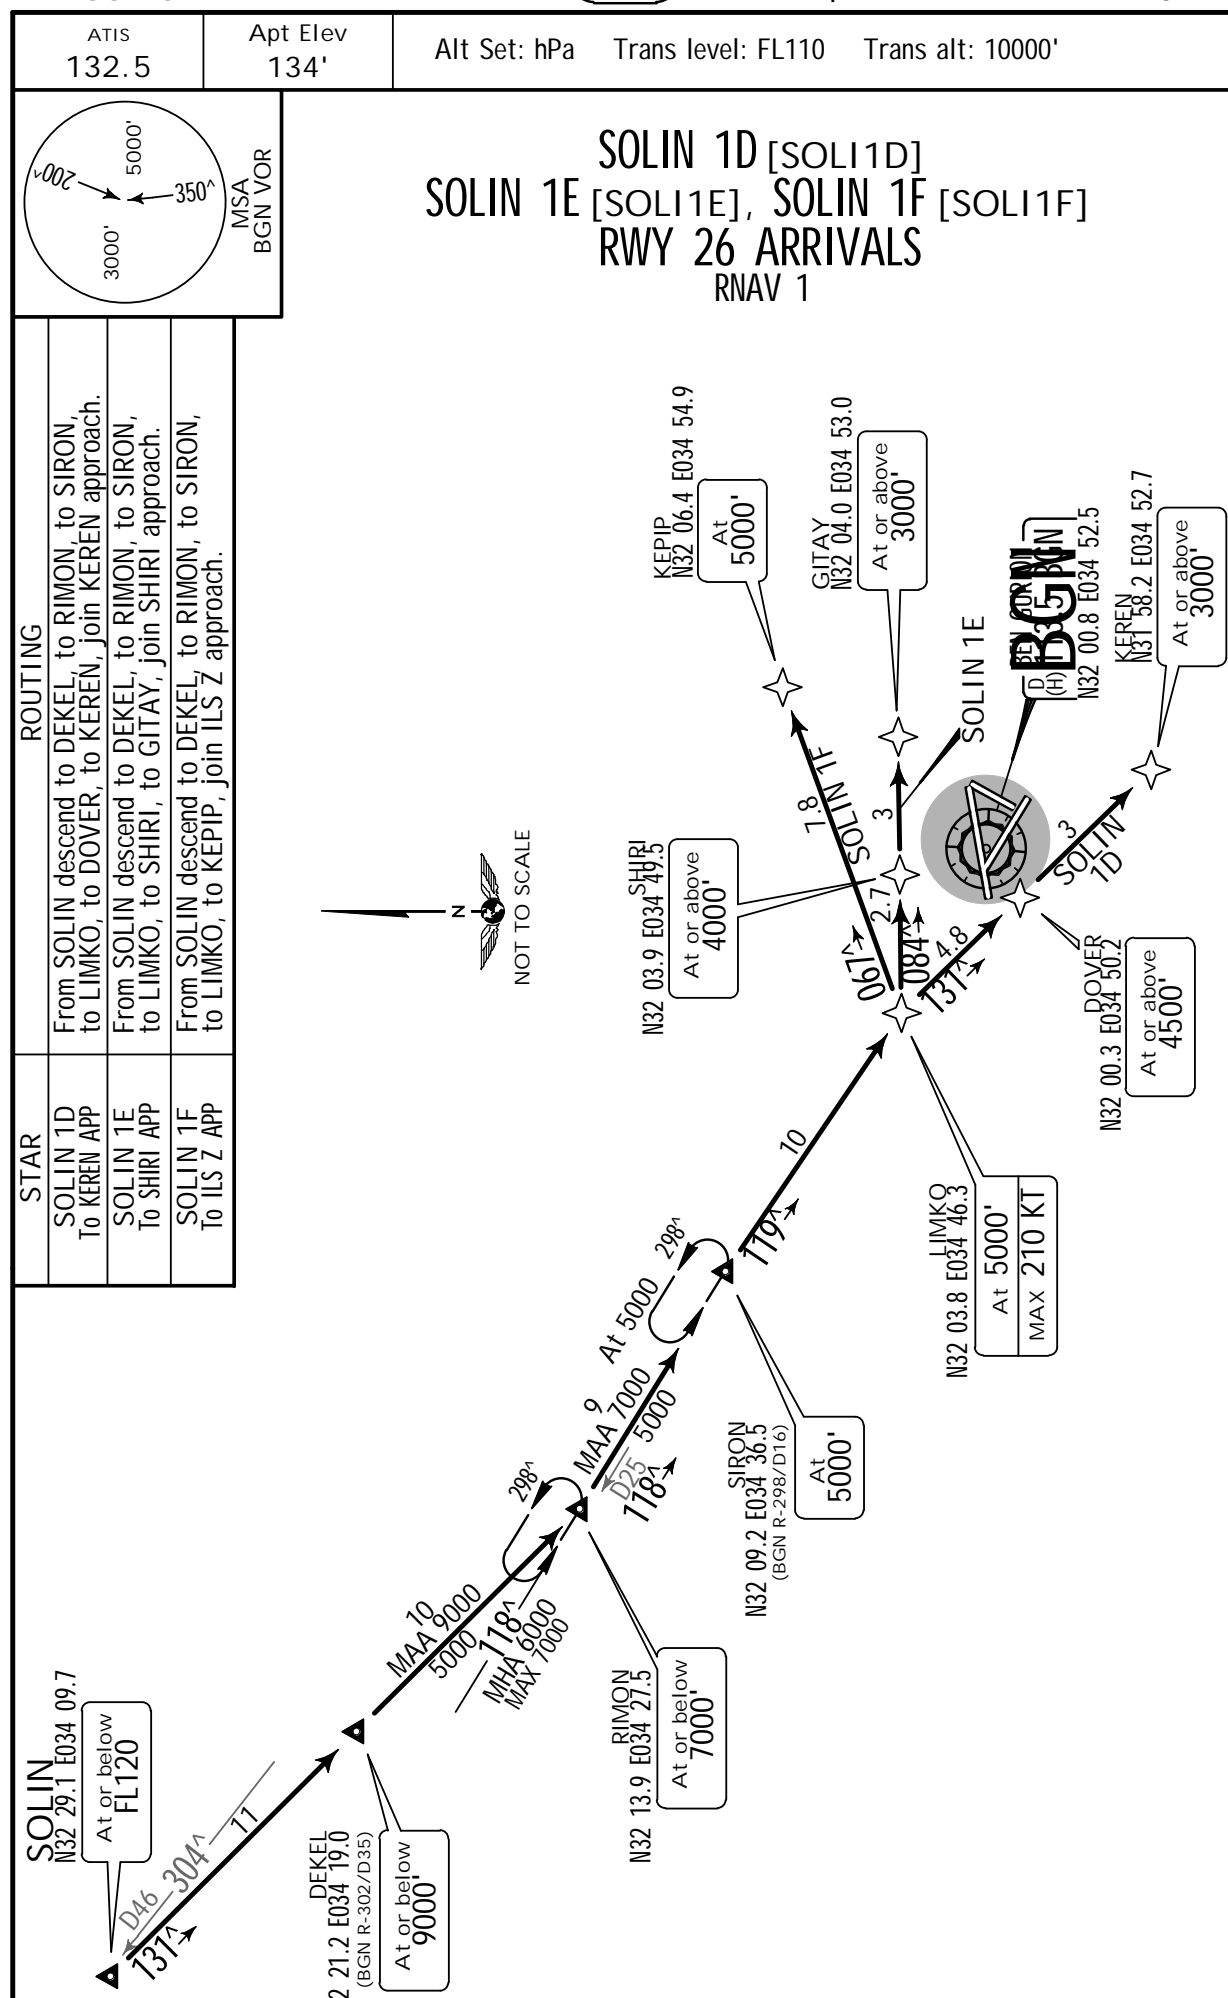 ATIS
132.5
Apt Elev
134'
Alt Set: hPa Trans level: FL110 Trans alt: 10000'
200^
5000'
350^
3000'
MSA
BGN VOR
SOLIN 1D [SOLI1D]
SOLIN 1E [SOLI1E], SOLIN 1F [SOLI1F]
RWY 26 ARRIVALS
RNAV 1
STAR
ROUTING
SOLIN 1D
To KEREN APP
From SOLIN descend to DEKEL, to RIMON, to SIRON,
to LIMKO, to DOVER, to KEREN, join KEREN approach.
SOLIN 1E
To SHIRI APP
From SOLIN descend to DEKEL, to RIMON, to SIRON,
to LIMKO, to SHIRI, to GITAY, join SHIRI approach.
SOLIN 1F
To ILS Z APP
From SOLIN descend to DEKEL, to RIMON, to SIRON,
to LIMKO, to KEPIP, join ILS Z approach.
N
NOT TO SCALE
KEPIP
N32 06.4 E034 54.9
At
5000'
GITAY
N32 04.0 E034 53.0
At or above
3000'
SOLIN 1E
BEN GURION
D
(H) 113.5 BGN
BGN
N32 00.8 E034 52.5
KEREN
N31 58.2 E034 52.7
At or above
3000'
SHIRI
N32 03.9 E034 49.5
At or above
4000'
7.8
SOLIN 1F
3
2.7
067^
084^
131^
4.8
3
SOLIN
1D
DOVER
N32 00.3 E034 50.2
At or above
4500'
LIMKO
N32 03.8 E034 46.3
At 5000'
MAX 210 KT
10
119^
298^
At 5000
9
MAA 7000
5000
D25
118^
SIRON
N32 09.2 E034 36.5
(BGN R-298/D16)
At
5000'
298^
10
MAA 9000
5000
118^
MHA 6000
MAX 7000
RIMON
N32 13.9 E034 27.5
At or below
7000'
SOLIN
N32 29.1 E034 09.7
At or below
FL120
D46
304^
11
131^
DEKEL
2 21.2 E034 19.0
(BGN R-302/D35)
At or below
9000'